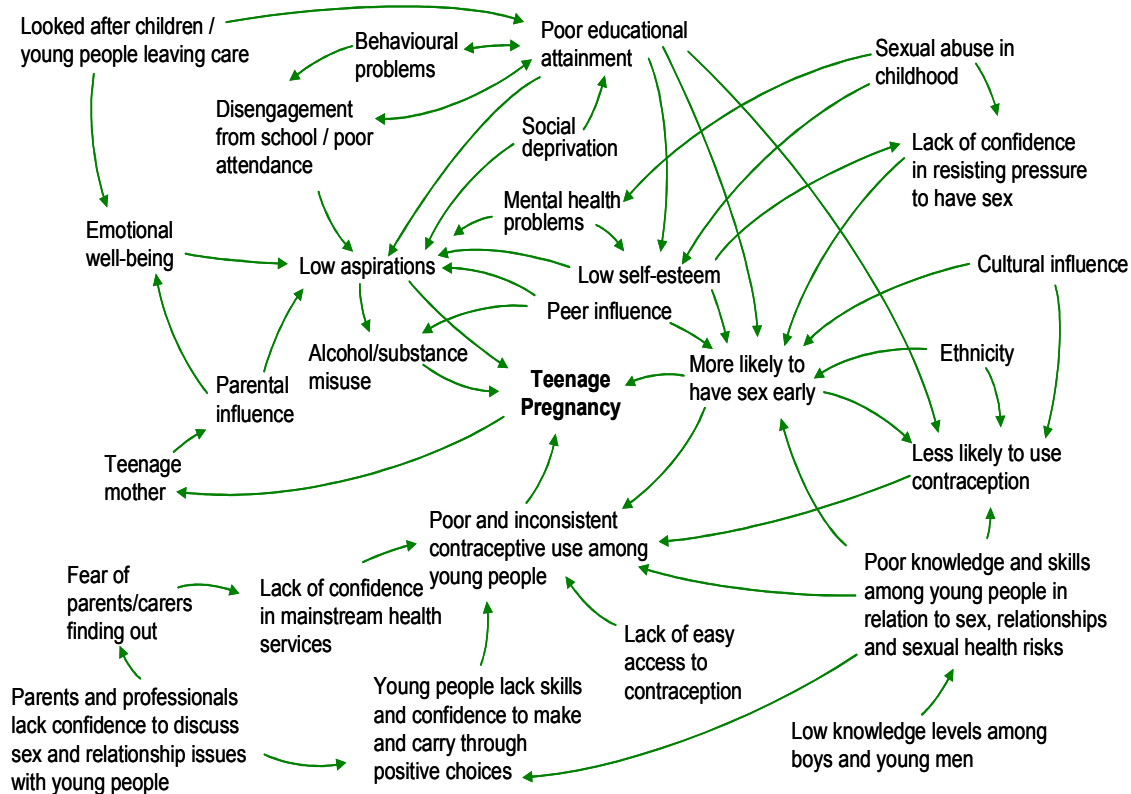 Looked after children /
young people leaving care
Behavioural
problems
Poor educational
attainment
Sexual abuse in
childhood
Disengagement
from school / poor
attendance
Social
deprivation
Lack of confidence
in resisting pressure
to have sex
Mental health
problems
Emotional
well-being
Low aspirations
Low self-esteem
Cultural influence
Peer influence
Alcohol/substance
misuse
More likely to
have sex early
Ethnicity
Parental
influence
Teenage
Pregnancy
Teenage
mother
Less likely to use
contraception
Poor and inconsistent
contraceptive use among
young people
Fear of
parents/carers
finding out
Lack of confidence
in mainstream health
services
Poor knowledge and skills
among young people in
relation to sex, relationships
and sexual health risks
Lack of easy
access to
contraception
Parents and professionals
lack confidence to discuss
sex and relationship issues
with young people
Young people lack skills
and confidence to make
and carry through
positive choices
Low knowledge levels among
boys and young men